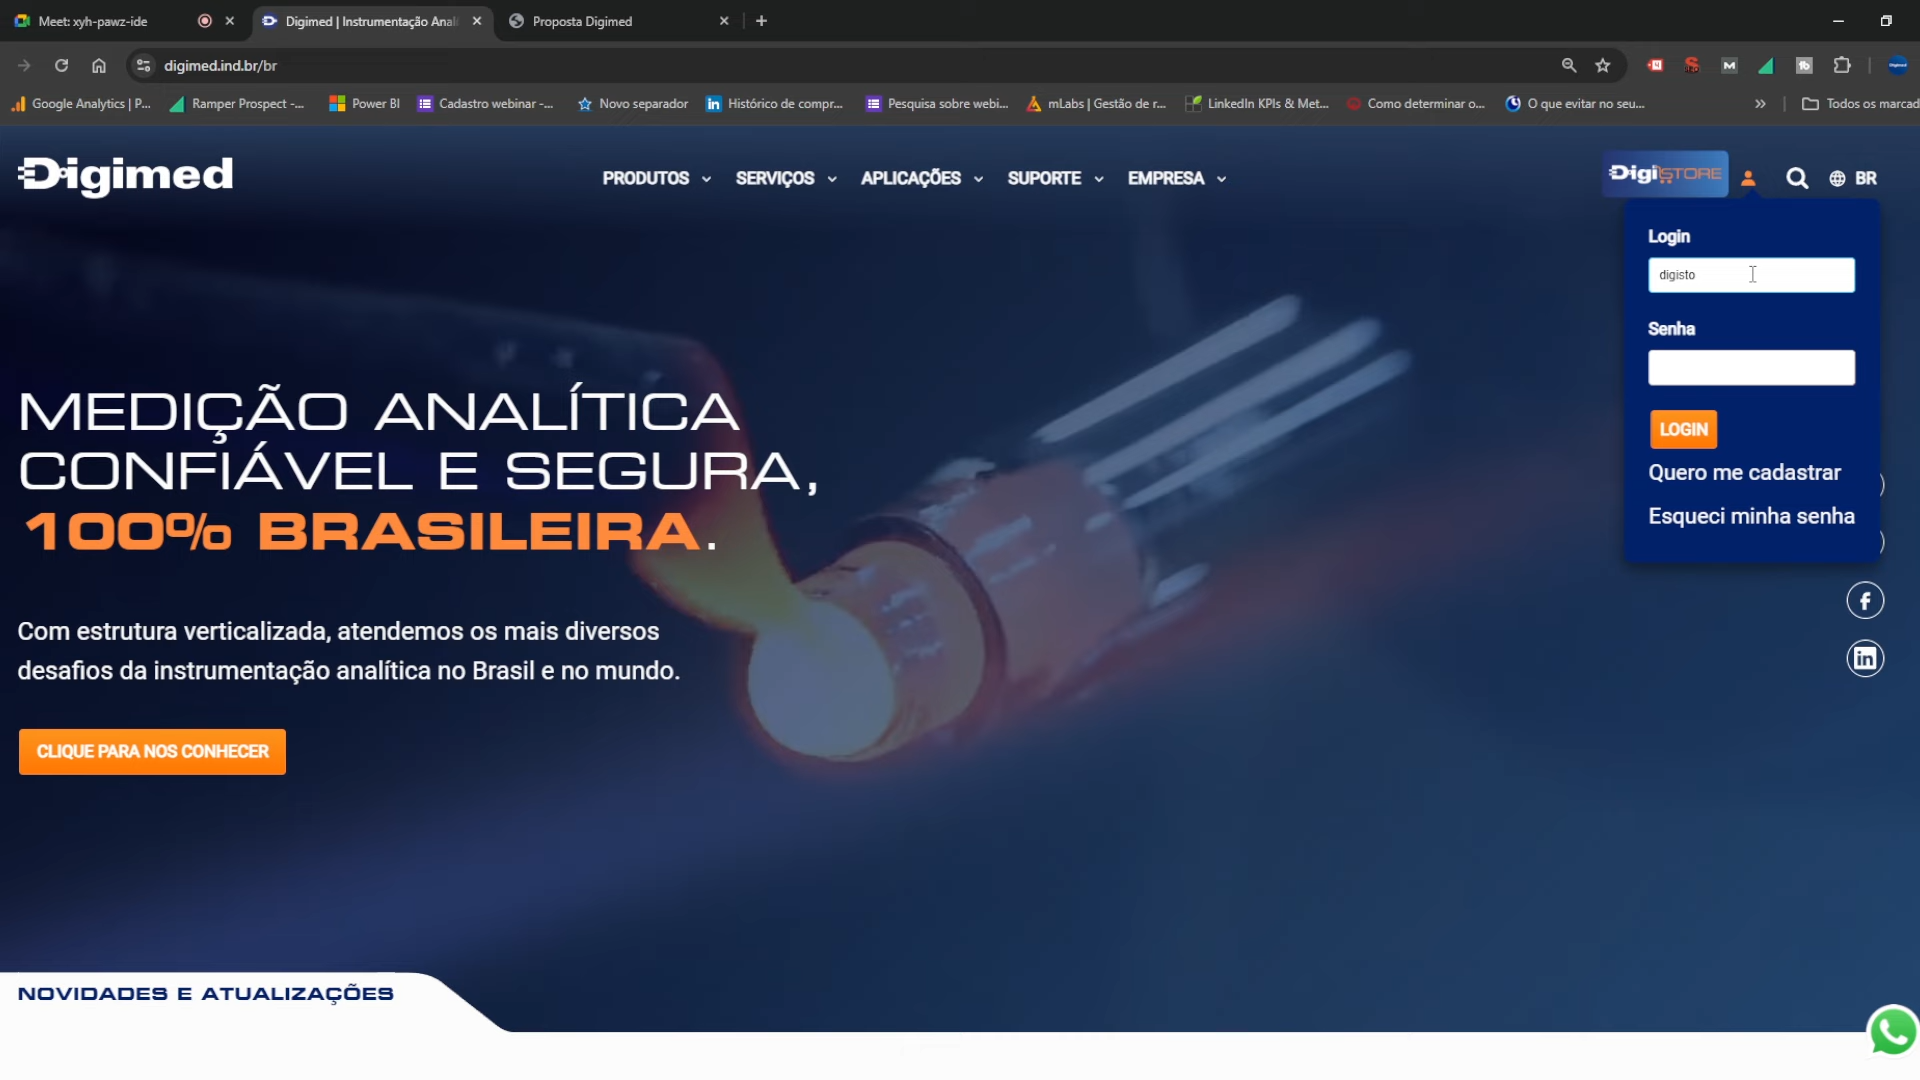 Meet: xyh-pawz-ide
Digimed | Instrumentação Anal
Proposta Digimed
digimed.ind.br/br
Google Analytics | P...
Ramper Prospect -...
Power BI
Cadastro webinar -...
Novo separador
Histórico de compr...
Pesquisa sobre webi...
mLabs | Gestão de r...
LinkedIn KPIs & Met...
Como determinar o...
O que evitar no seu...
»
Todos os marcad
Digimed
PRODUTOS
SERVIÇOS
APLICAÇÕES
SUPORTE
EMPRESA
DigiSTORE
BR
Login
digisto
Senha
LOGIN
Quero me cadastrar
Esqueci minha senha
MEDIÇÃO ANALÍTICA
CONFIÁVEL E SEGURA,
100% BRASILEIRA.
Com estrutura verticalizada, atendemos os mais diversos
desafios da instrumentação analítica no Brasil e no mundo.
CLIQUE PARA NOS CONHECER
NOVIDADES E ATUALIZAÇÕES